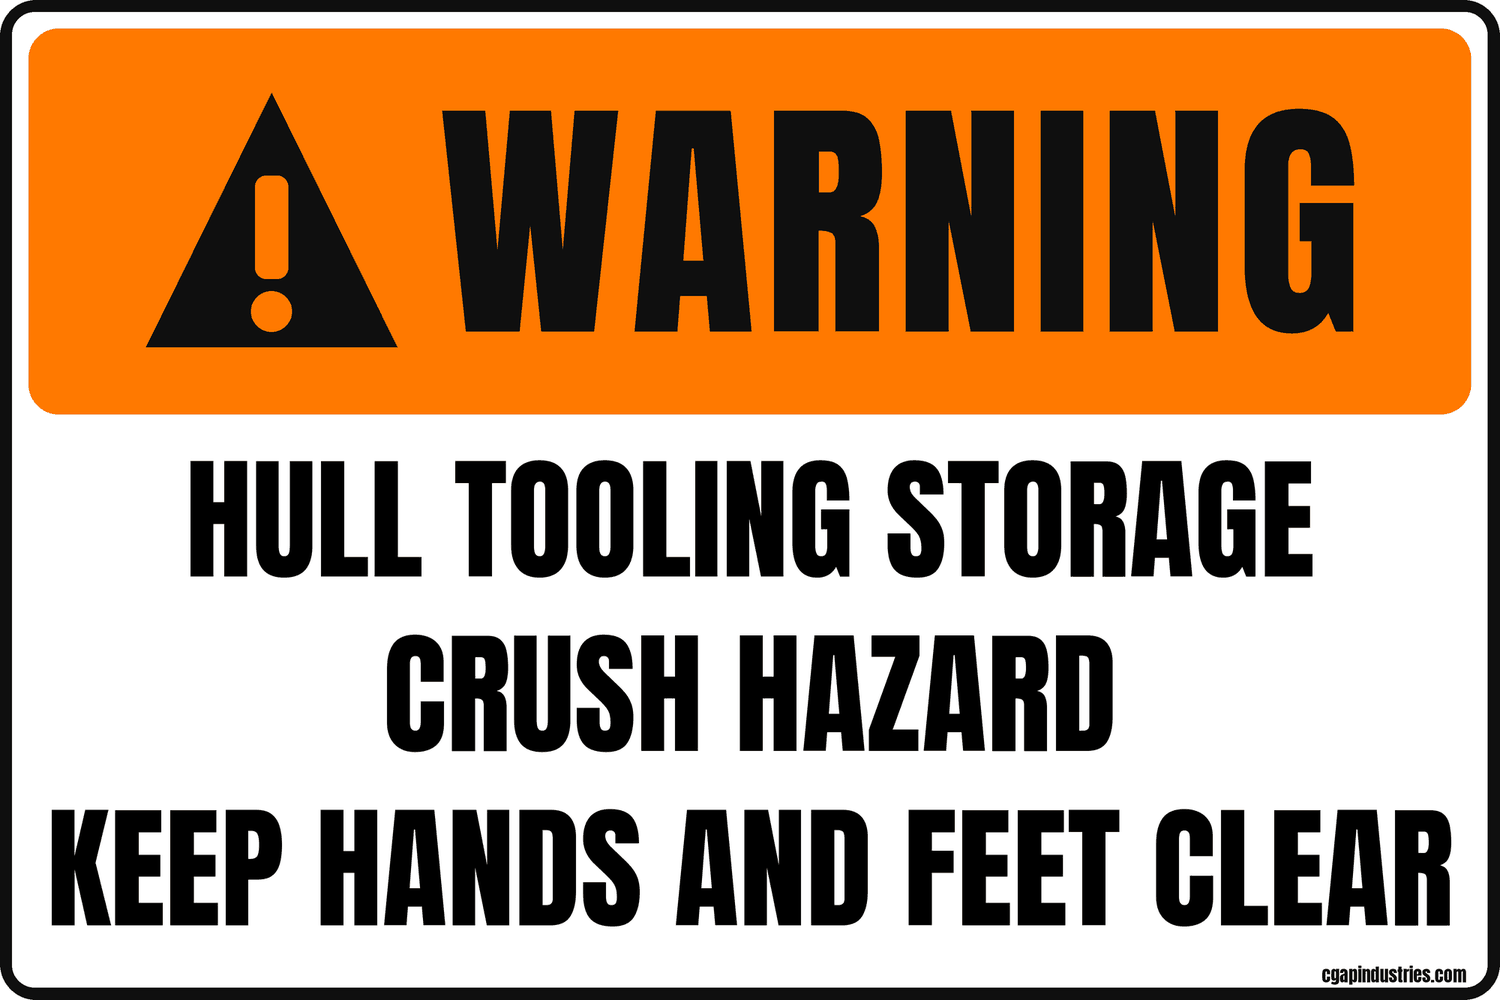 WARNING
HULL TOOLING STORAGE
CRUSH HAZARD
KEEP HANDS AND FEET CLEAR
cgapindustries.com